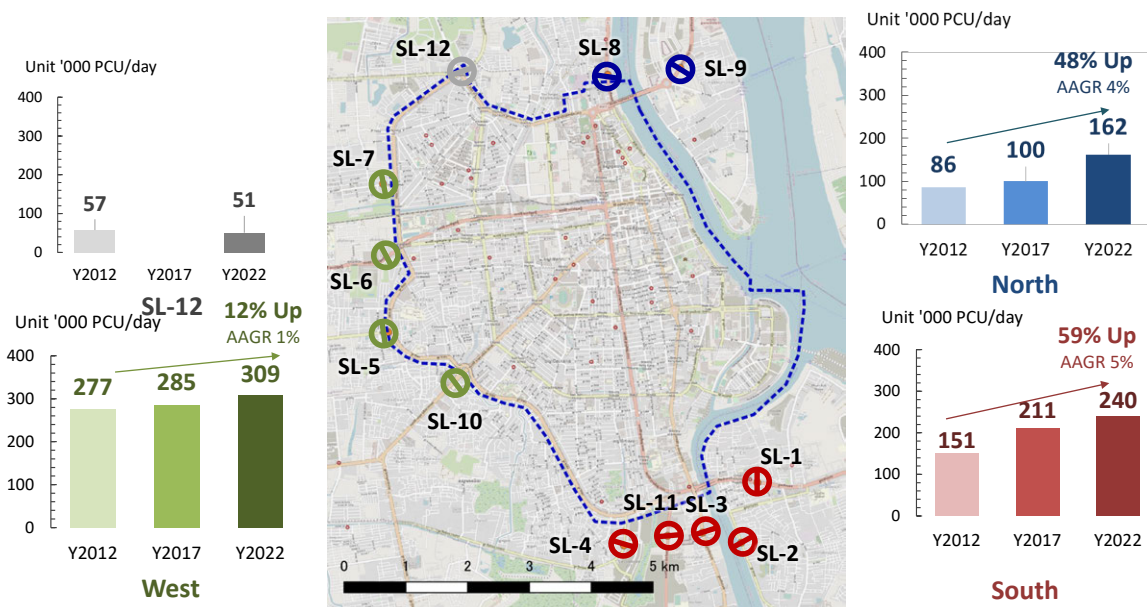 Unit '000 PCU/day
400
300
200
100
0
57
51
Y2012
Y2017
Y2022
SL-12
Unit '000 PCU/day
12% Up
AAGR 1%
400
300
200
100
0
277
285
309
Y2012
Y2017
Y2022
West
SL-12
SL-8
SL-9
SL-7
SL-6
SL-5
SL-10
SL-1
SL-11
SL-3
SL-4
SL-2
0
1
2
3
4
5 km
Unit '000 PCU/day
48% Up
AAGR 4%
400
300
200
100
0
86
100
162
Y2012
Y2017
Y2022
North
Unit '000 PCU/day
59% Up
AAGR 5%
400
300
200
100
0
151
211
240
Y2012
Y2017
Y2022
South